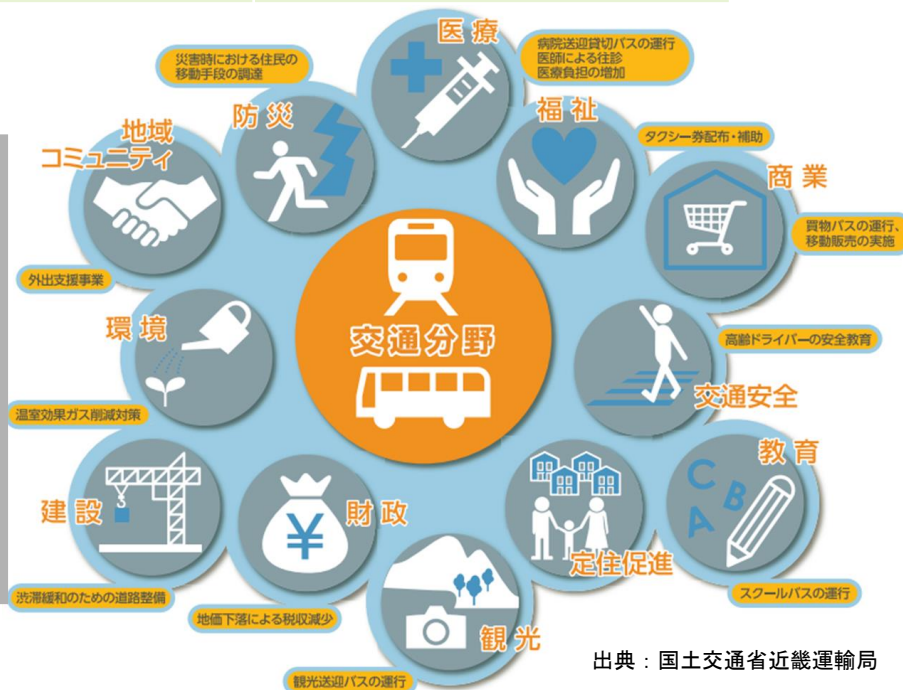 医療
病院送迎貸切バスの運行
医師による往診
医療負担の増加
災害時における住民の
移動手段の調達
防災
福祉
タクシー券配布・補助
地域
コミュニティ
商業
買物バスの運行、
移動販売の実施
外出支援事業
環境
交通分野
高齢ドライバーの安全教育
交通安全
温室効果ガス削減対策
教育
C
B
A
建設
財政
¥
定住促進
渋滞緩和のための道路整備
地価下落による税収減少
スクールバスの運行
観光
観光送迎バスの運行
出典：国土交通省近畿運輸局